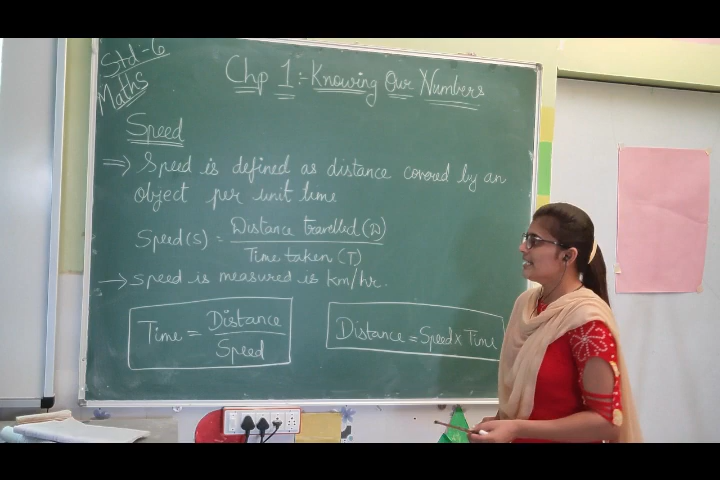 Std:-6
Maths
Chp 1:- Knowing Our Numbers
Speed
⇒ Speed is defined as distance covered by an
object per unit time
Speed(s) = Distance travelled (D)
Time taken (T)
→ speed is measured is km/hr.
Time = Distance
Speed
Distance = Speed x Time